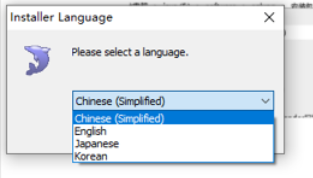 Installer Language
Please select a language.
Chinese (Simplified)
Chinese (Simplified)
English
Japanese
Korean